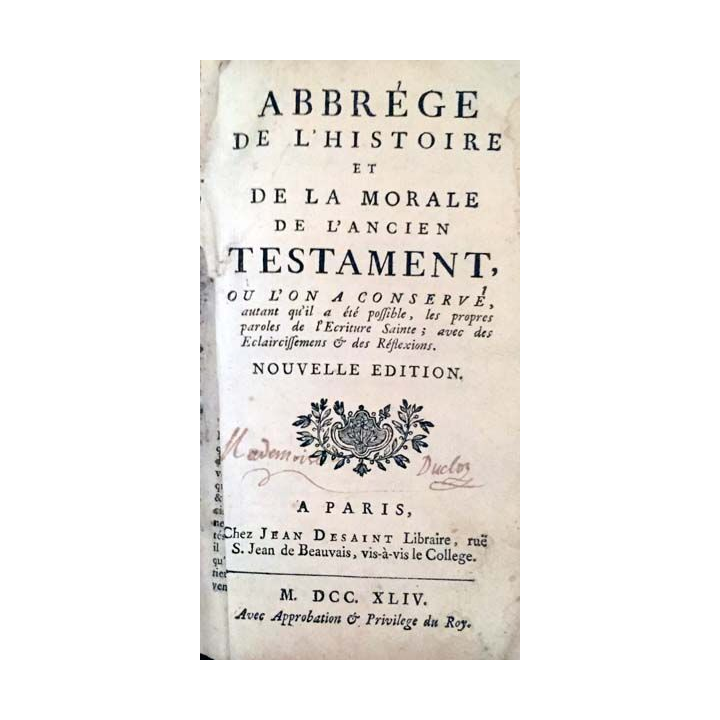 ABBRÉGE
DE L'HISTOIRE
ET
DE LA MORALE
DE L'ANCIEN
TESTAMENT,
OU L'ON A CONSERVÉ,
autant qu'il a été poſſible, les propres
paroles de l'Ecriture Sainte; avec des
Eclairciſſemens & des Réflexions.
NOUVELLE EDITION.
Mademoise Ducloz
A PARIS,
Chez JEAN DESAINT Libraire, ruë
S. Jean de Beauvais, vis-à-vis le College.
M. DCC. XLIV.
Avec Approbation & Privilege du Roy.